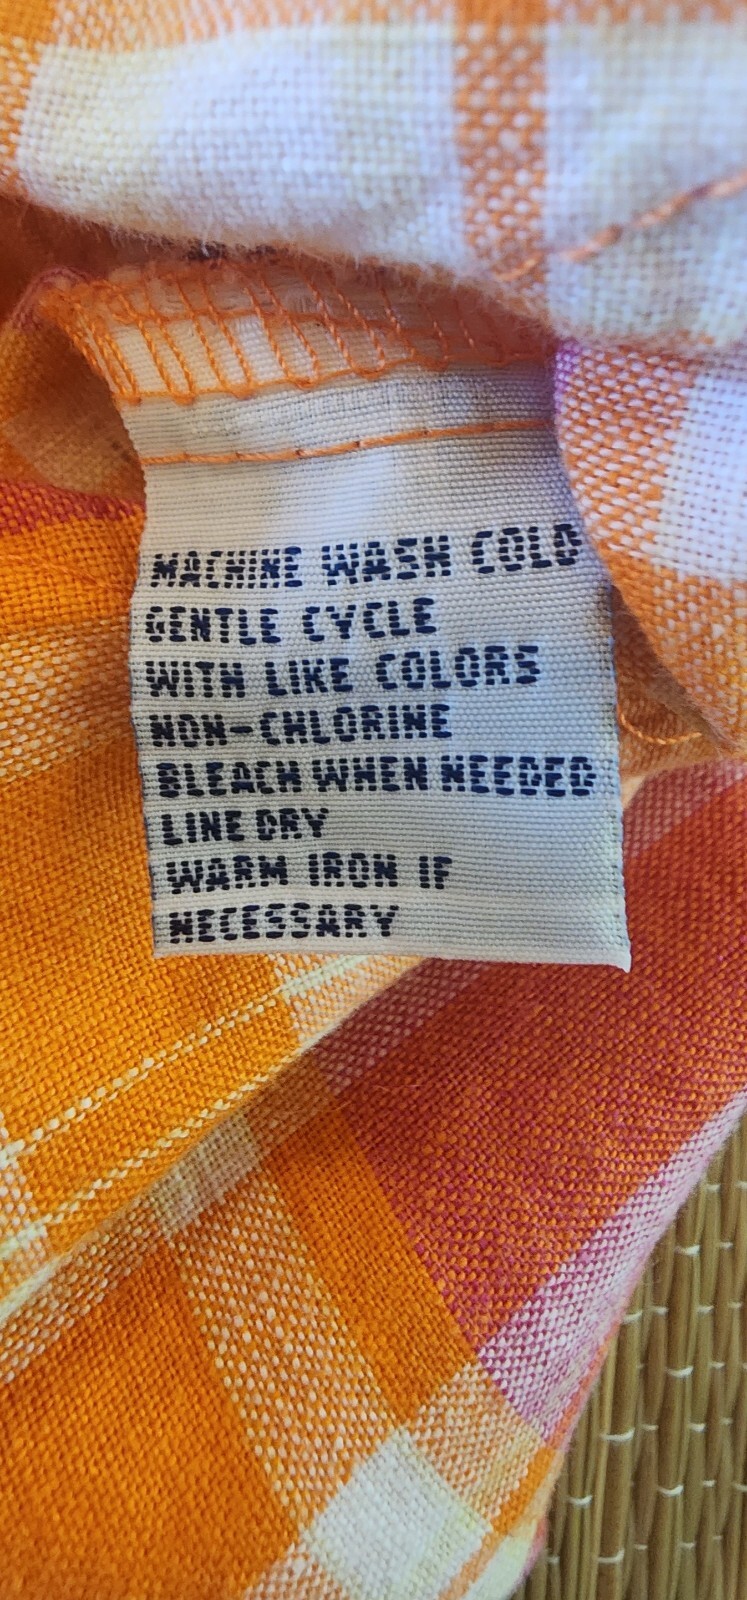 MACHINE WASH COLD
GENTLE CYCLE
WITH LIKE COLORS
NON-CHLORINE
BLEACH WHEN NEEDED
LINE DRY
WARM IRON IF
NECESSARY